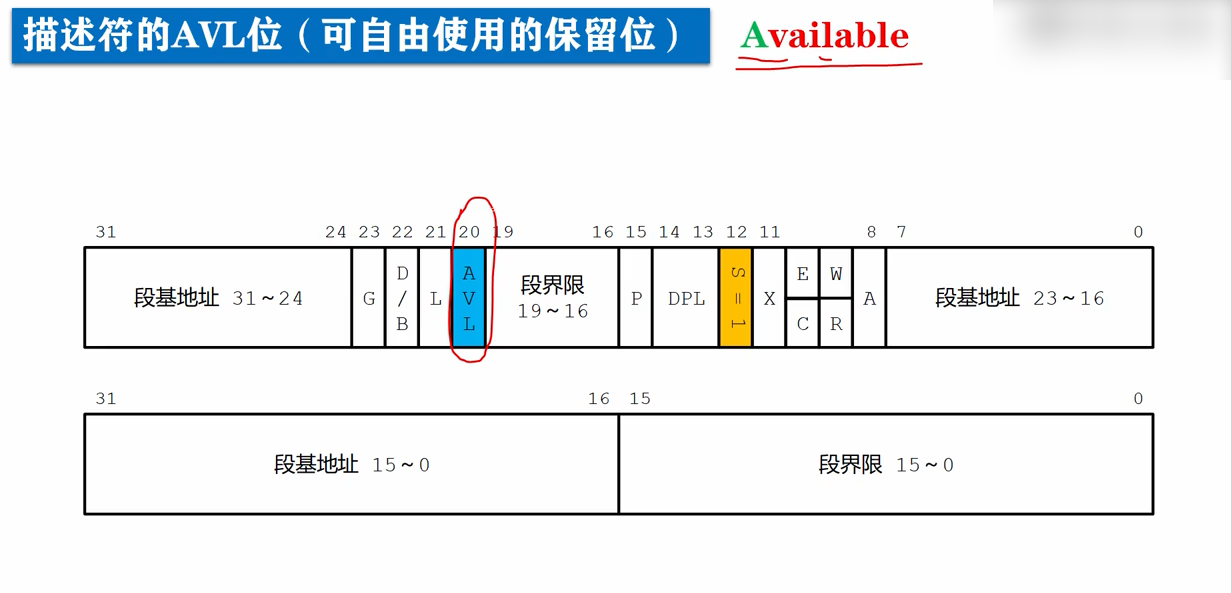 描述符的AVL位（可自由使用的保留位） Available
31 24 23 22 21 20 19 16 15 14 13 12 11 8 7 0
段基地址 31~24 G D/B L AVL 段界限 19~16 P DPL S=1 X E C W R A 段基地址 23~16
31 16 15 0
段基地址 15~0 段界限 15~0